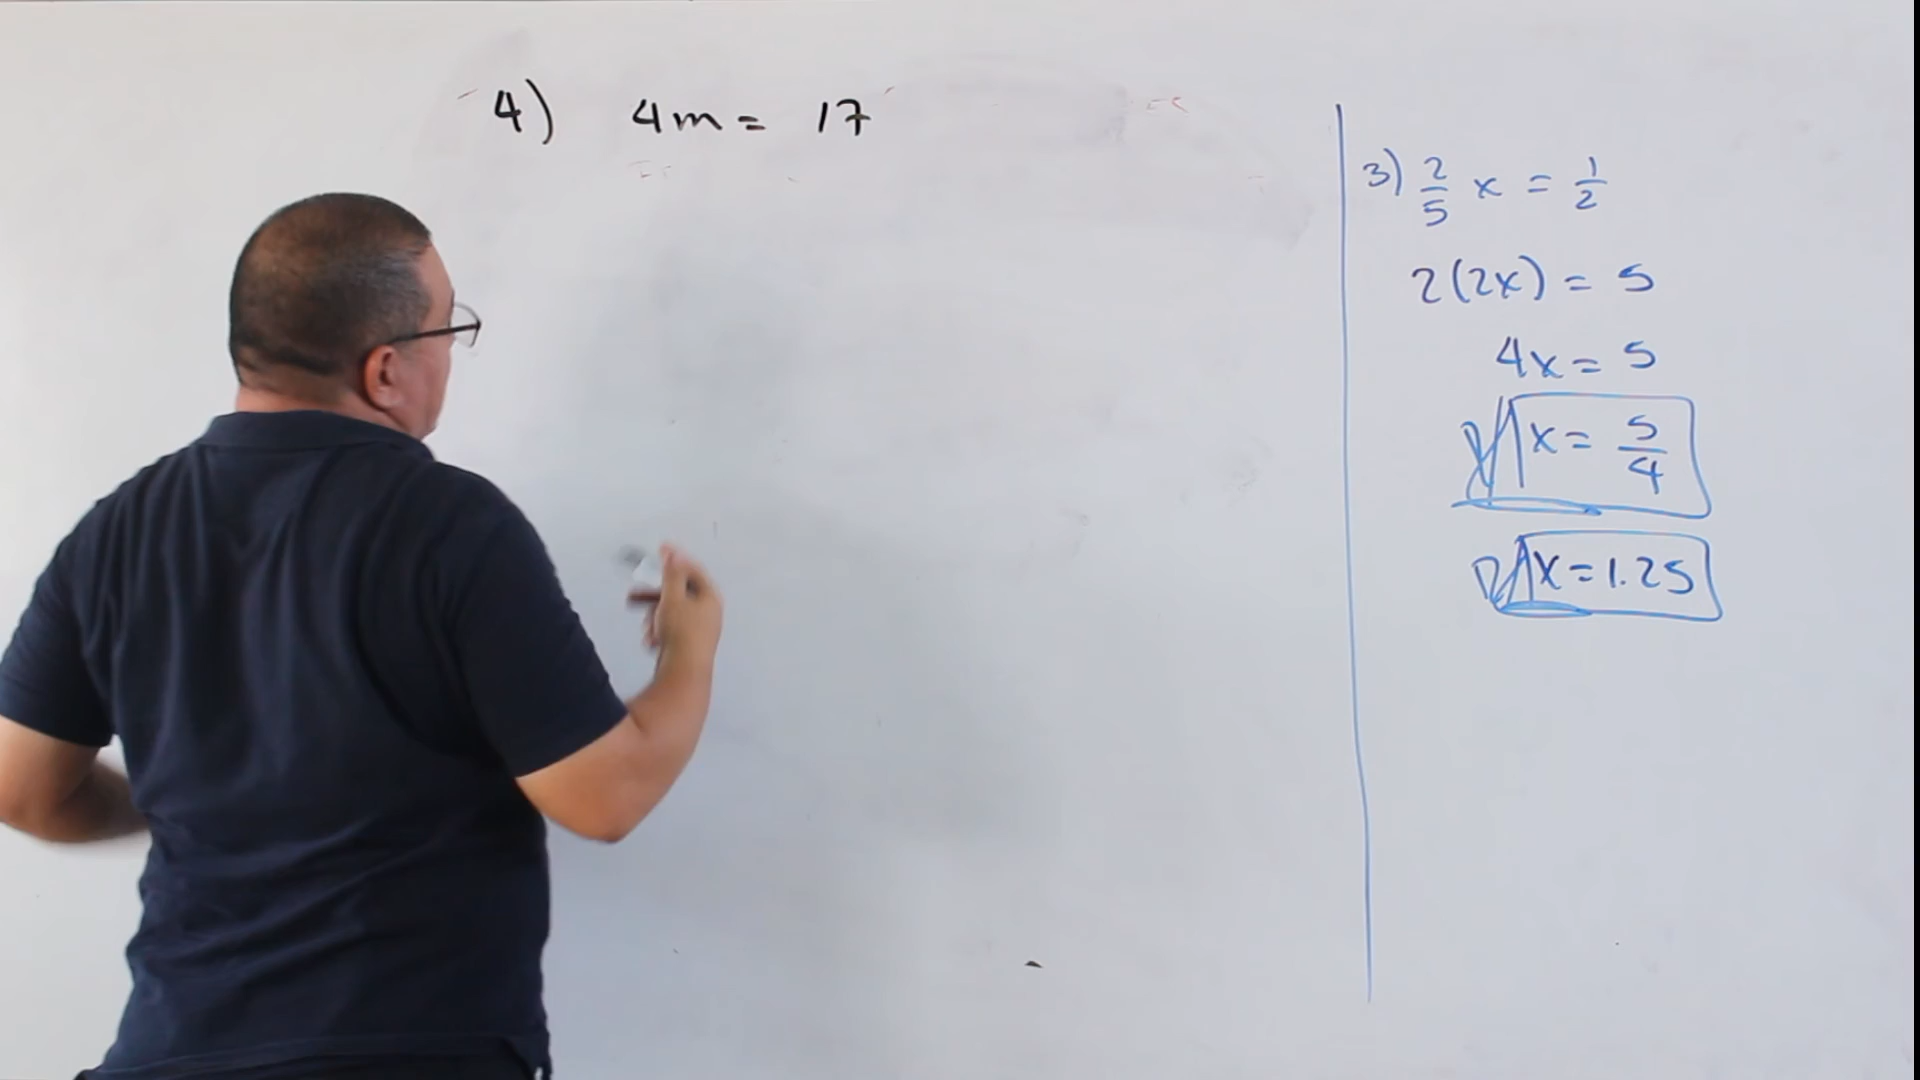 4) 4m = 17
3) 2/5 x = 1/2
2(2x) = 5
4x = 5
x = 5/4
x = 1.25